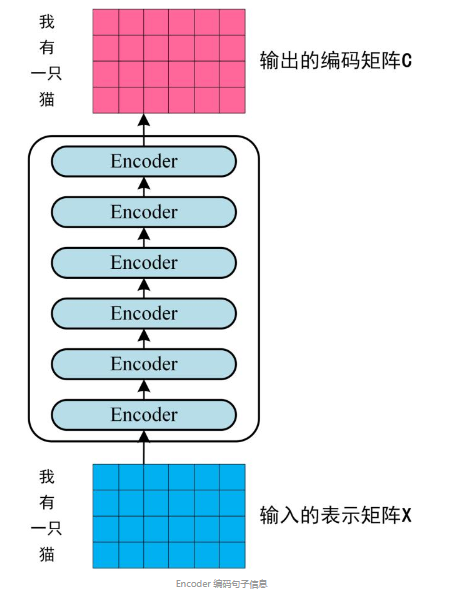 我
有
一只
猫
输出的编码矩阵C
Encoder
Encoder
Encoder
Encoder
Encoder
Encoder
我
有
一只
猫
输入的表示矩阵X
Encoder 编码句子信息